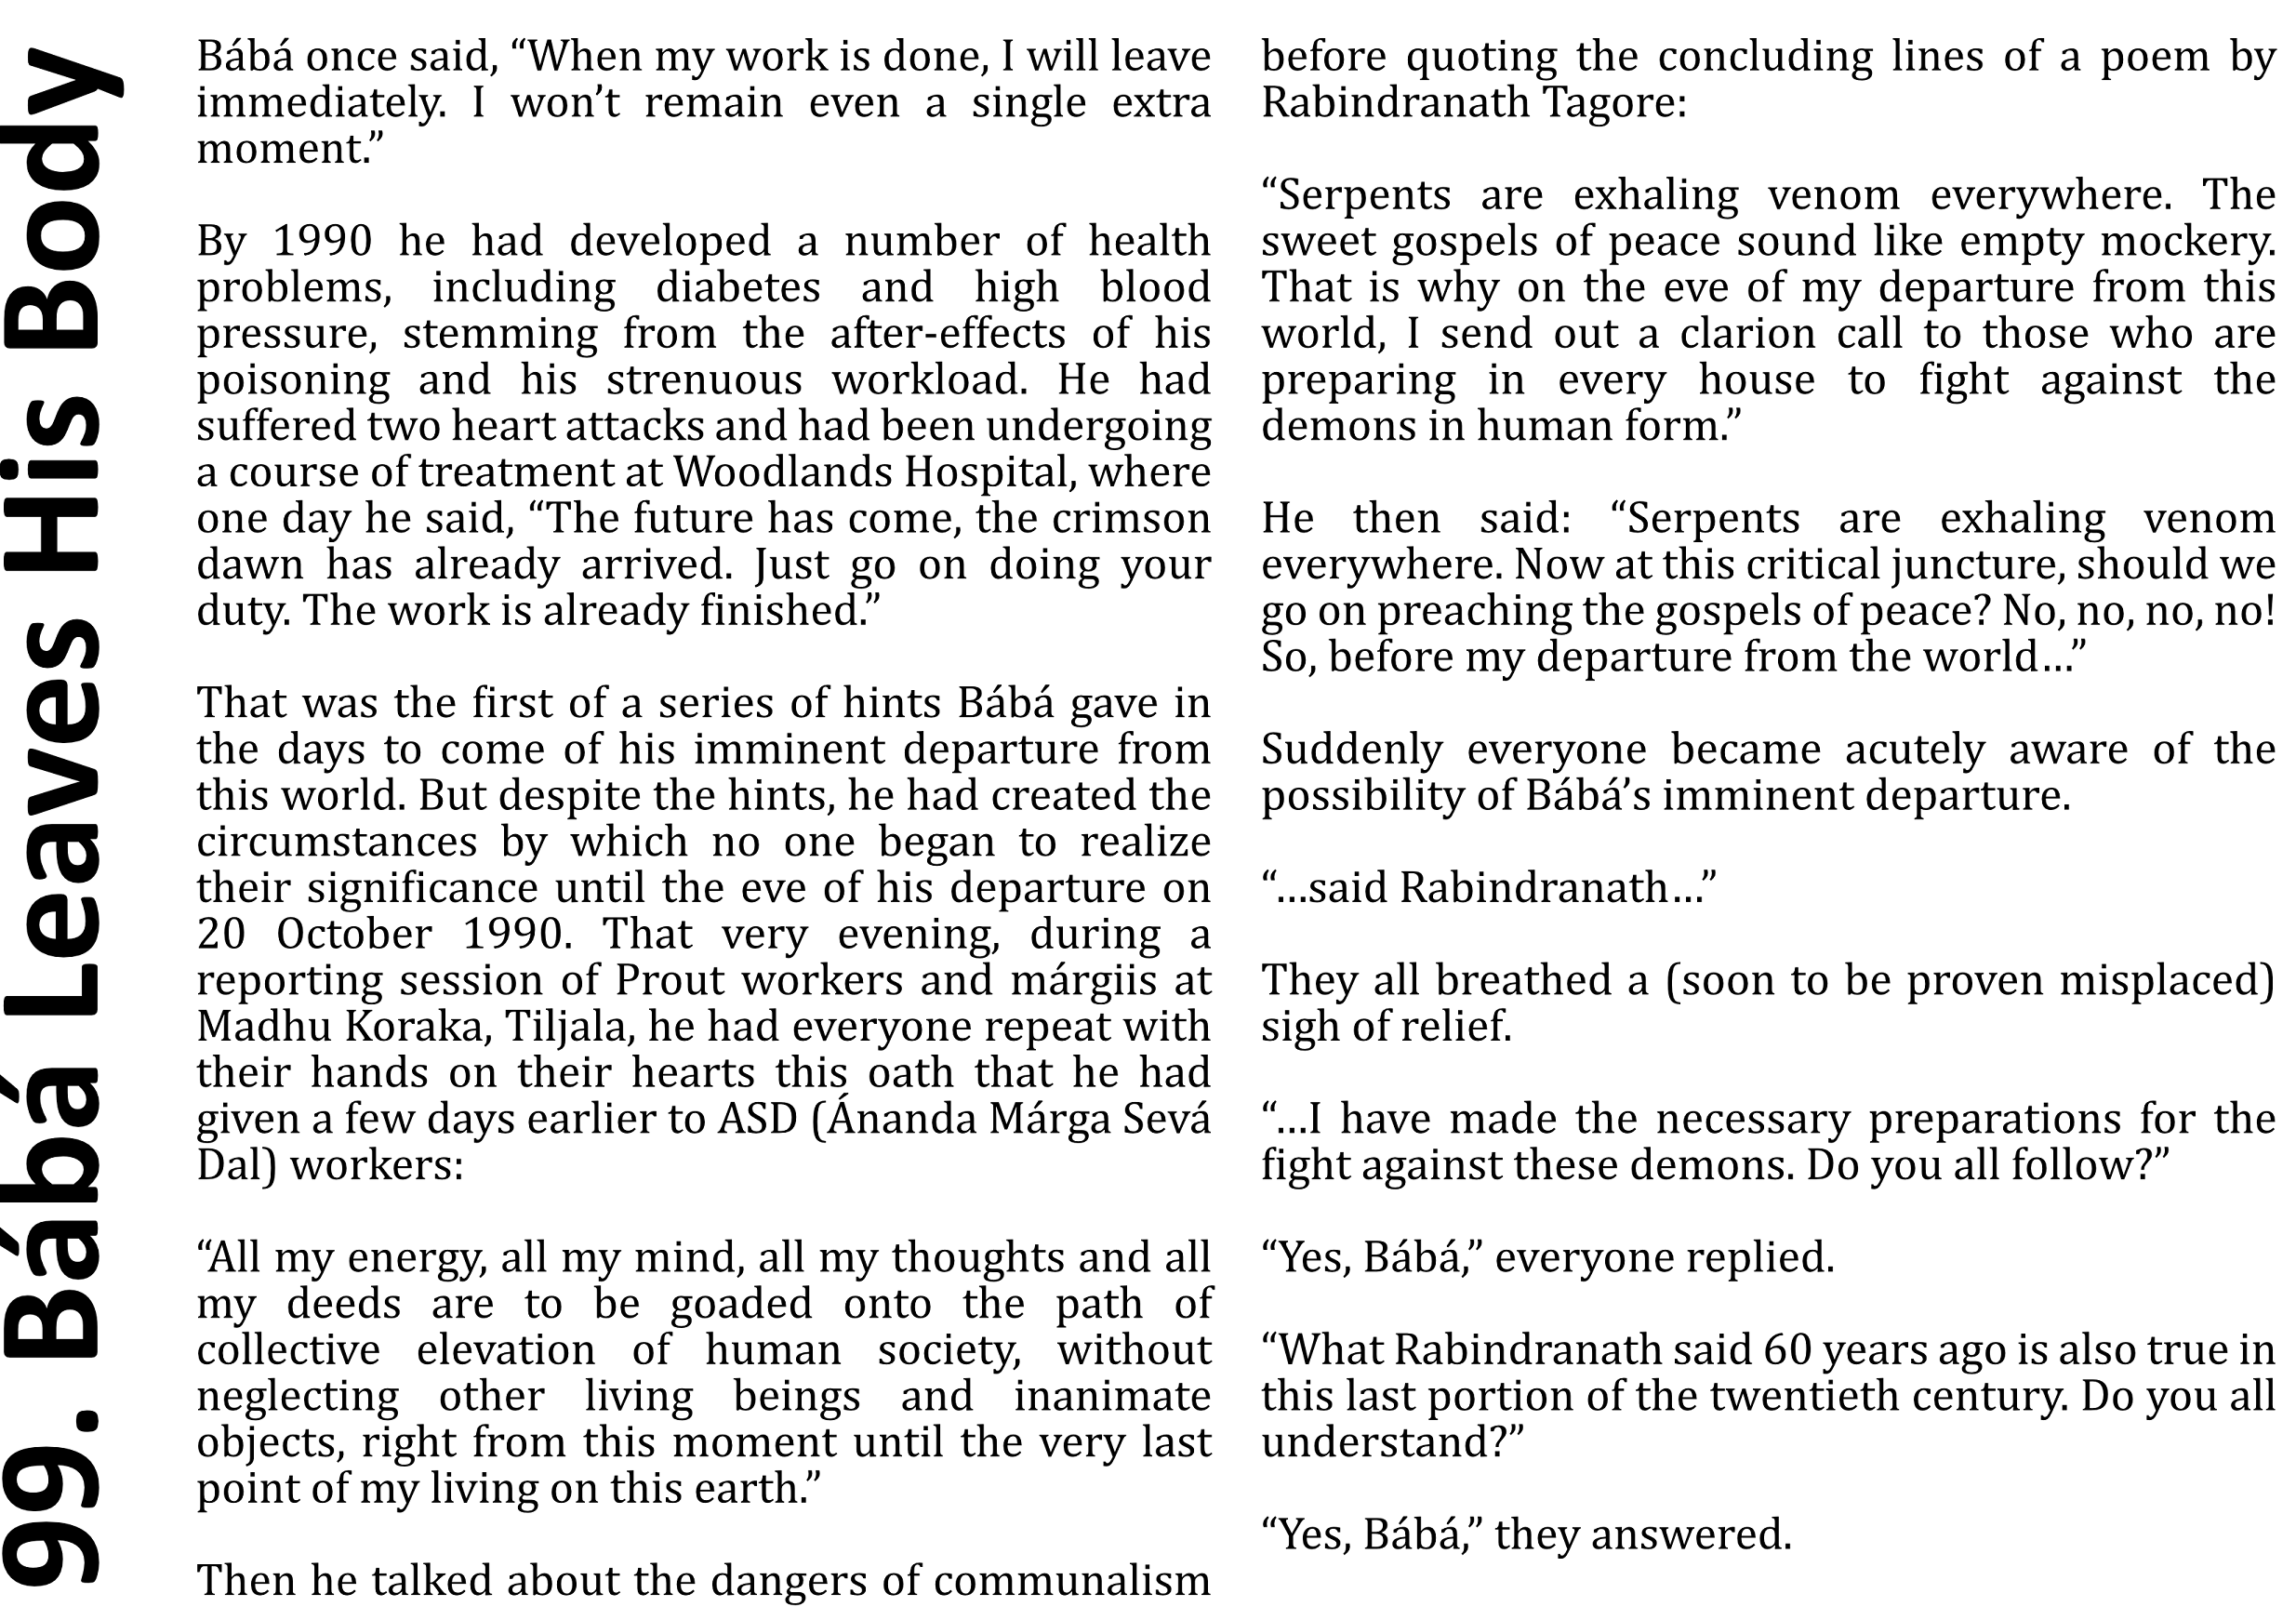 99. Bábá Leaves His Body
Bábá once said, “When my work is done, I will leave
immediately. I won’t remain even a single extra
moment.”
By 1990 he had developed a number of health
problems, including diabetes and high blood
pressure, stemming from the after-effects of his
poisoning and his strenuous workload. He had
suffered two heart attacks and had been undergoing
a course of treatment at Woodlands Hospital, where
one day he said, “The future has come, the crimson
dawn has already arrived. Just go on doing your
duty. The work is already finished.”
That was the first of a series of hints Bábá gave in
the days to come of his imminent departure from
this world. But despite the hints, he had created the
circumstances by which no one began to realize
their significance until the eve of his departure on
20 October 1990. That very evening, during a
reporting session of Prout workers and márgiis at
Madhu Koraka, Tiljala, he had everyone repeat with
their hands on their hearts this oath that he had
given a few days earlier to ASD (Ánanda Márga Sevá
Dal) workers:
“All my energy, all my mind, all my thoughts and all
my deeds are to be goaded onto the path of
collective elevation of human society, without
neglecting other living beings and inanimate
objects, right from this moment until the very last
point of my living on this earth.”
Then he talked about the dangers of communalism
before quoting the concluding lines of a poem by
Rabindranath Tagore:
“Serpents are exhaling venom everywhere. The
sweet gospels of peace sound like empty mockery.
That is why on the eve of my departure from this
world, I send out a clarion call to those who are
preparing in every house to fight against the
demons in human form.”
He then said: “Serpents are exhaling venom
everywhere. Now at this critical juncture, should we
go on preaching the gospels of peace? No, no, no, no!
So, before my departure from the world…”
Suddenly everyone became acutely aware of the
possibility of Bábá’s imminent departure.
“…said Rabindranath…”
They all breathed a (soon to be proven misplaced)
sigh of relief.
“…I have made the necessary preparations for the
fight against these demons. Do you all follow?”
“Yes, Bábá,” everyone replied.
“What Rabindranath said 60 years ago is also true in
this last portion of the twentieth century. Do you all
understand?”
“Yes, Bábá,” they answered.